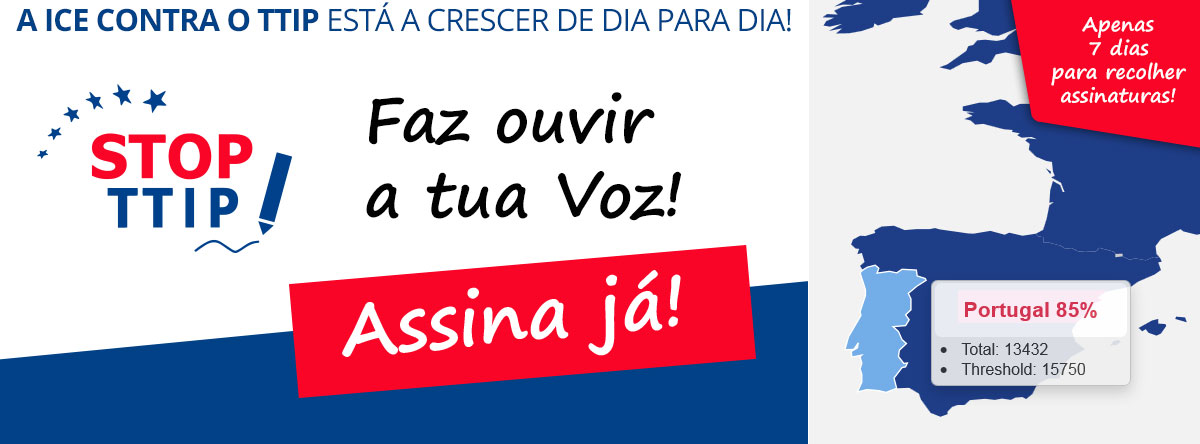 A ICE CONTRA O TTIP ESTÁ A CRESCER DE DIA PARA DIA!
STOP
TTIP
Faz ouvir
a tua Voz!
Assina já!
Apenas
7 dias
para recolher
assinaturas!
Portugal 85%
• Total: 13432
• Threshold: 15750